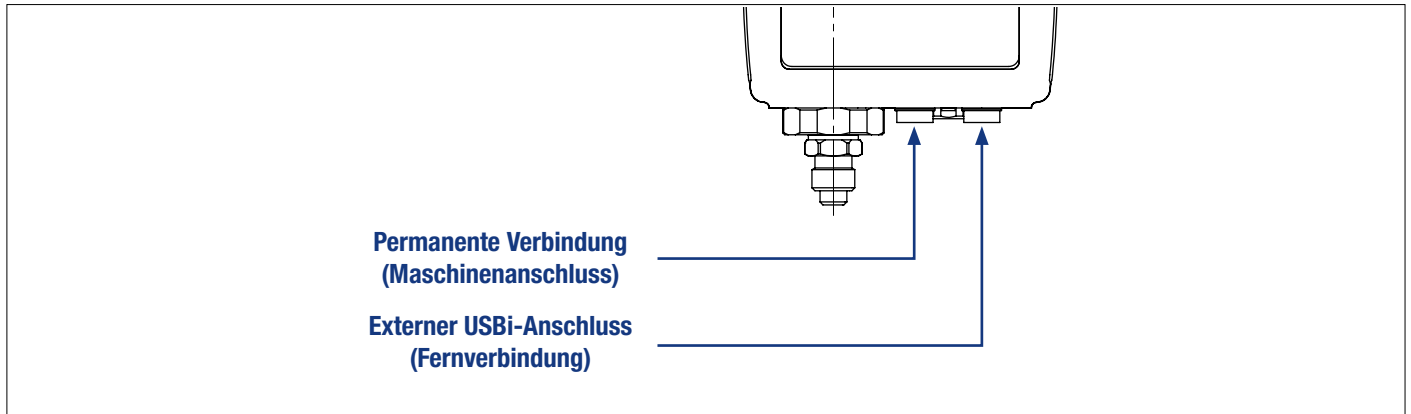 Permanente Verbindung
(Maschinenanschluss)
Externer USBi-Anschluss
(Fernverbindung)